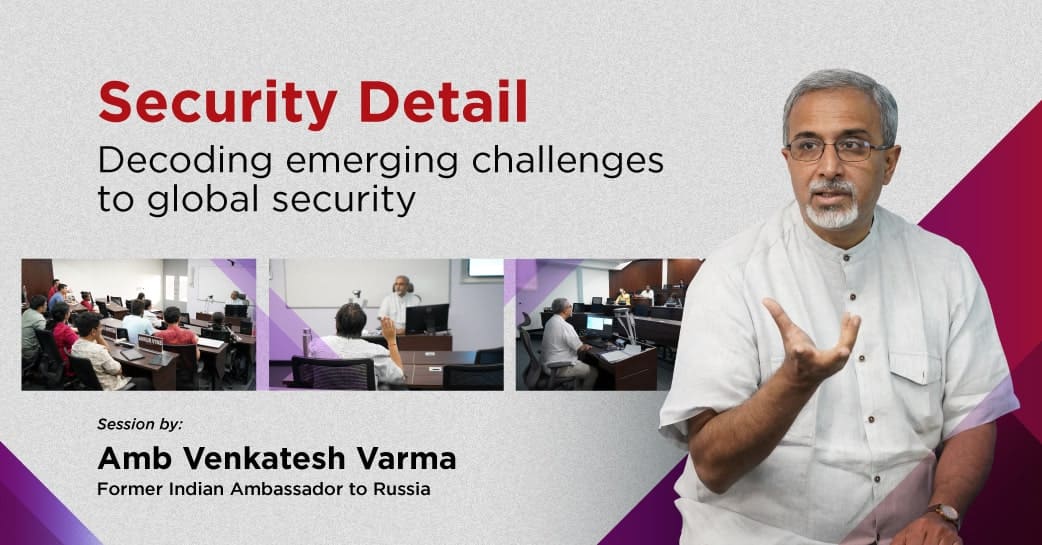 Security Detail
Decoding emerging challenges
to global security
Session by:
Amb Venkatesh Varma
Former Indian Ambassador to Russia